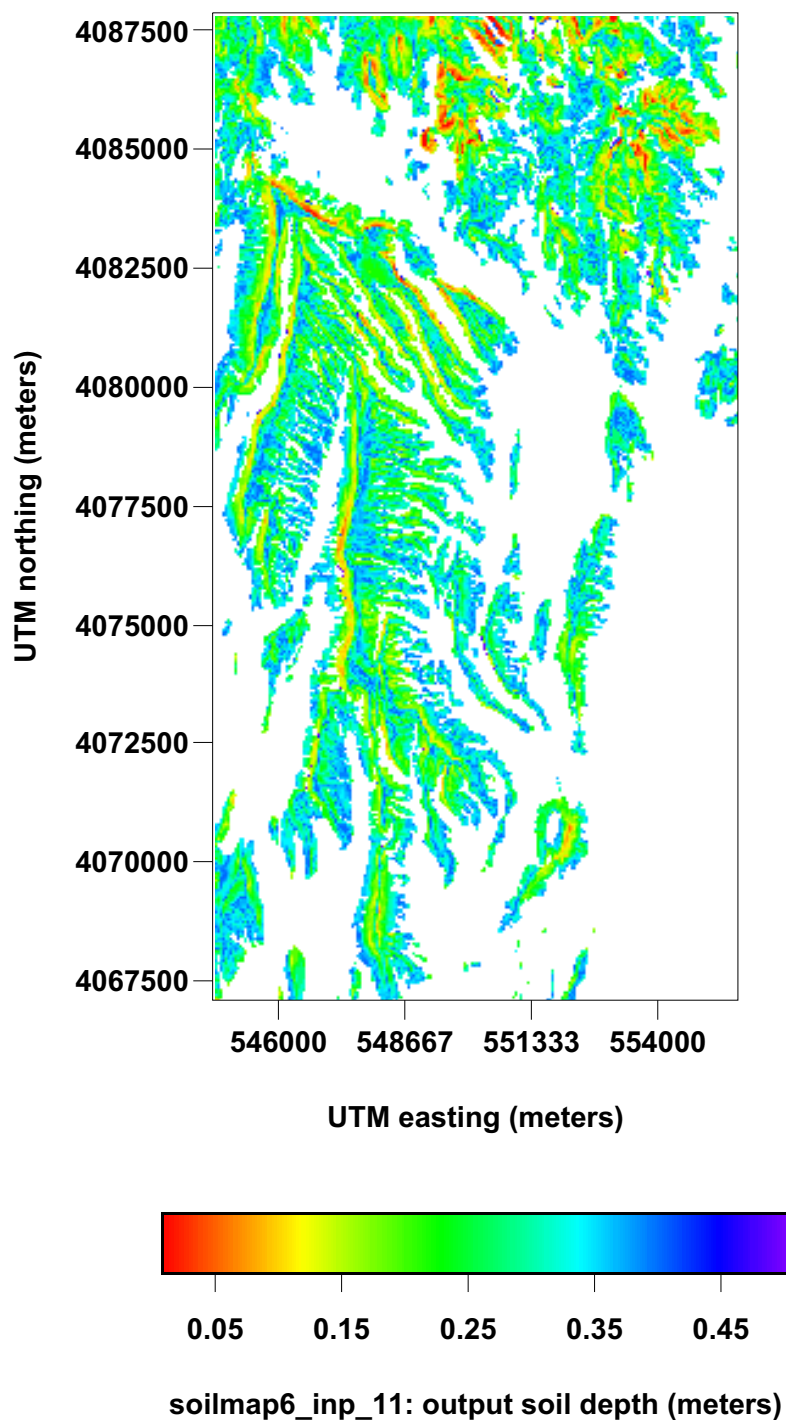 4087500
4085000
4082500
4080000
4077500
4075000
4072500
4070000
4067500
UTM northing (meters)
546000 548667 551333 554000
UTM easting (meters)
0.05 0.15 0.25 0.35 0.45
soilmap6_inp_11: output soil depth (meters)